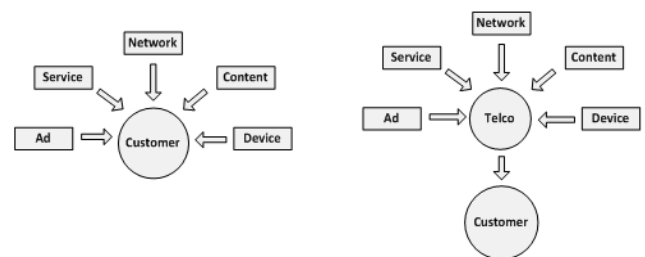 Network
Service
Content
Ad
Customer
Device
Network
Service
Content
Ad
Telco
Device
Customer